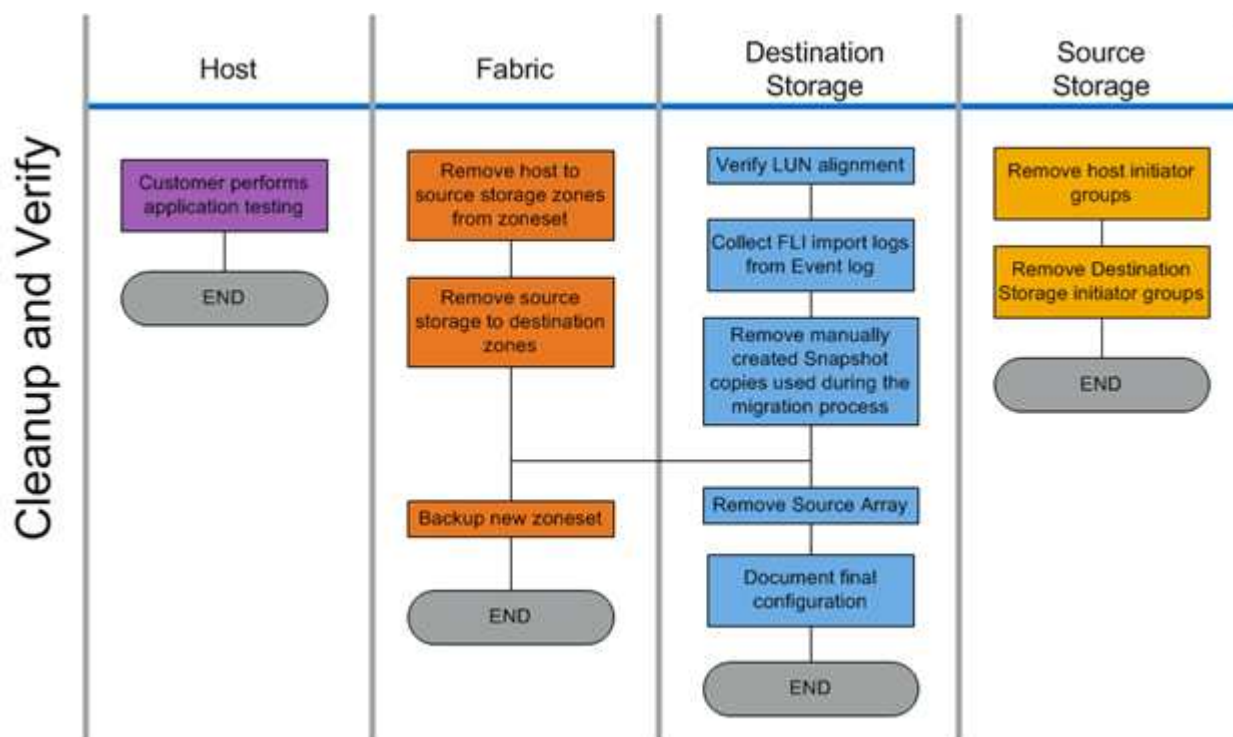 Cleanup and Verify
Host
Fabric
Destination
Storage
Source
Storage
Customer performs
application testing
END
Remove host to
source storage zones
from zoneset
Remove source
storage to destination
zones
Backup new zoneset
END
Verify LUN alignment
Collect FLI import logs
from Event log
Remove manually
created Snapshot
copies used during the
migration process
Remove Source Array
Document final
configuration
END
Remove host initiator
groups
Remove Destination
Storage initiator groups
END